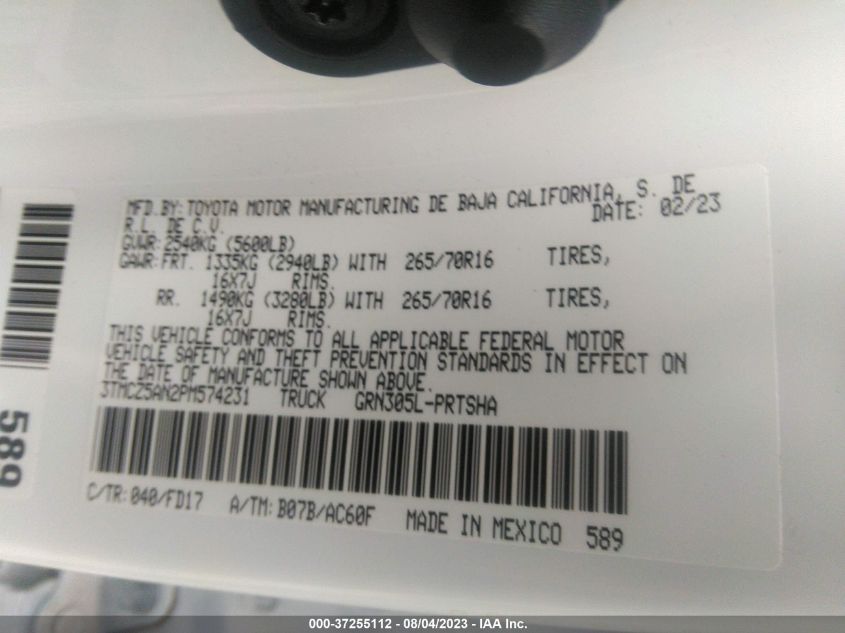 MFD.BY:TOYOTA MOTOR MANUFACTURING DE BAJA CALIFORNIA, S. DE
R.L. DE C.V. DATE: 02/23
GVWR:2540KG (5600LB)
GAWR:FRT. 1335KG (2940LB) WITH 265/70R16 TIRES,
16X7J RIMS.
RR. 1490KG (3280LB) WITH 265/70R16 TIRES,
16X7J RIMS.
THIS VEHICLE CONFORMS TO ALL APPLICABLE FEDERAL MOTOR
VEHICLE SAFETY AND THEFT PREVENTION STANDARDS IN EFFECT ON
THE DATE OF MANUFACTURE SHOWN ABOVE.
3TMCZ5AN2PM574231 TRUCK GRN305L-PRTSHA
C/TR:040/FD17 A/TM:B07B/AC60F MADE IN MEXICO 589
589
000-37255112 - 08/04/2023 - IAA Inc.